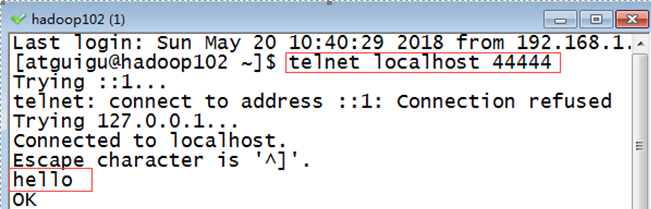 hadoop102 (1)
Last login: Sun May 20 10:40:29 2018 from 192.168.1.
[atguigu@hadoop102 ~]$ telnet localhost 44444
Trying ::1...
telnet: connect to address ::1: Connection refused
Trying 127.0.0.1...
Connected to localhost.
Escape character is '^]'.
hello
OK